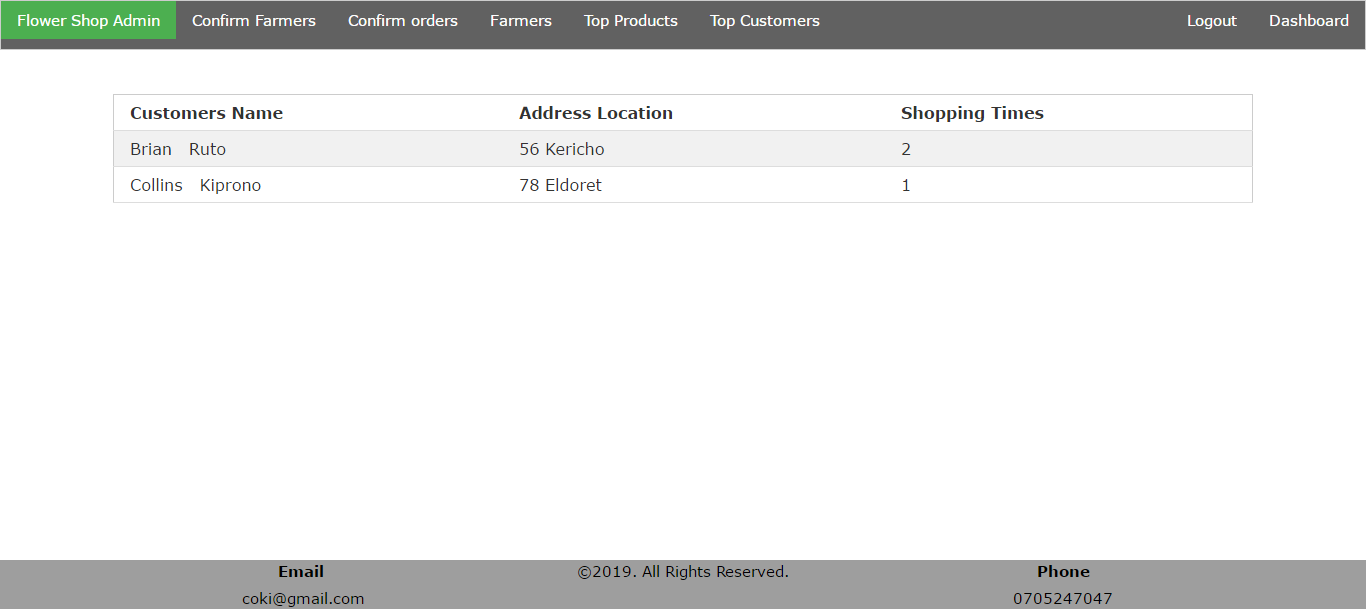 Flower Shop Admin Confirm Farmers Confirm orders Farmers Top Products Top Customers Logout Dashboard
Customers Name Address Location Shopping Times
Brian Ruto 56 Kericho 2
Collins Kiprono 78 Eldoret 1
Email ©2019. All Rights Reserved. Phone
coki@gmail.com 0705247047